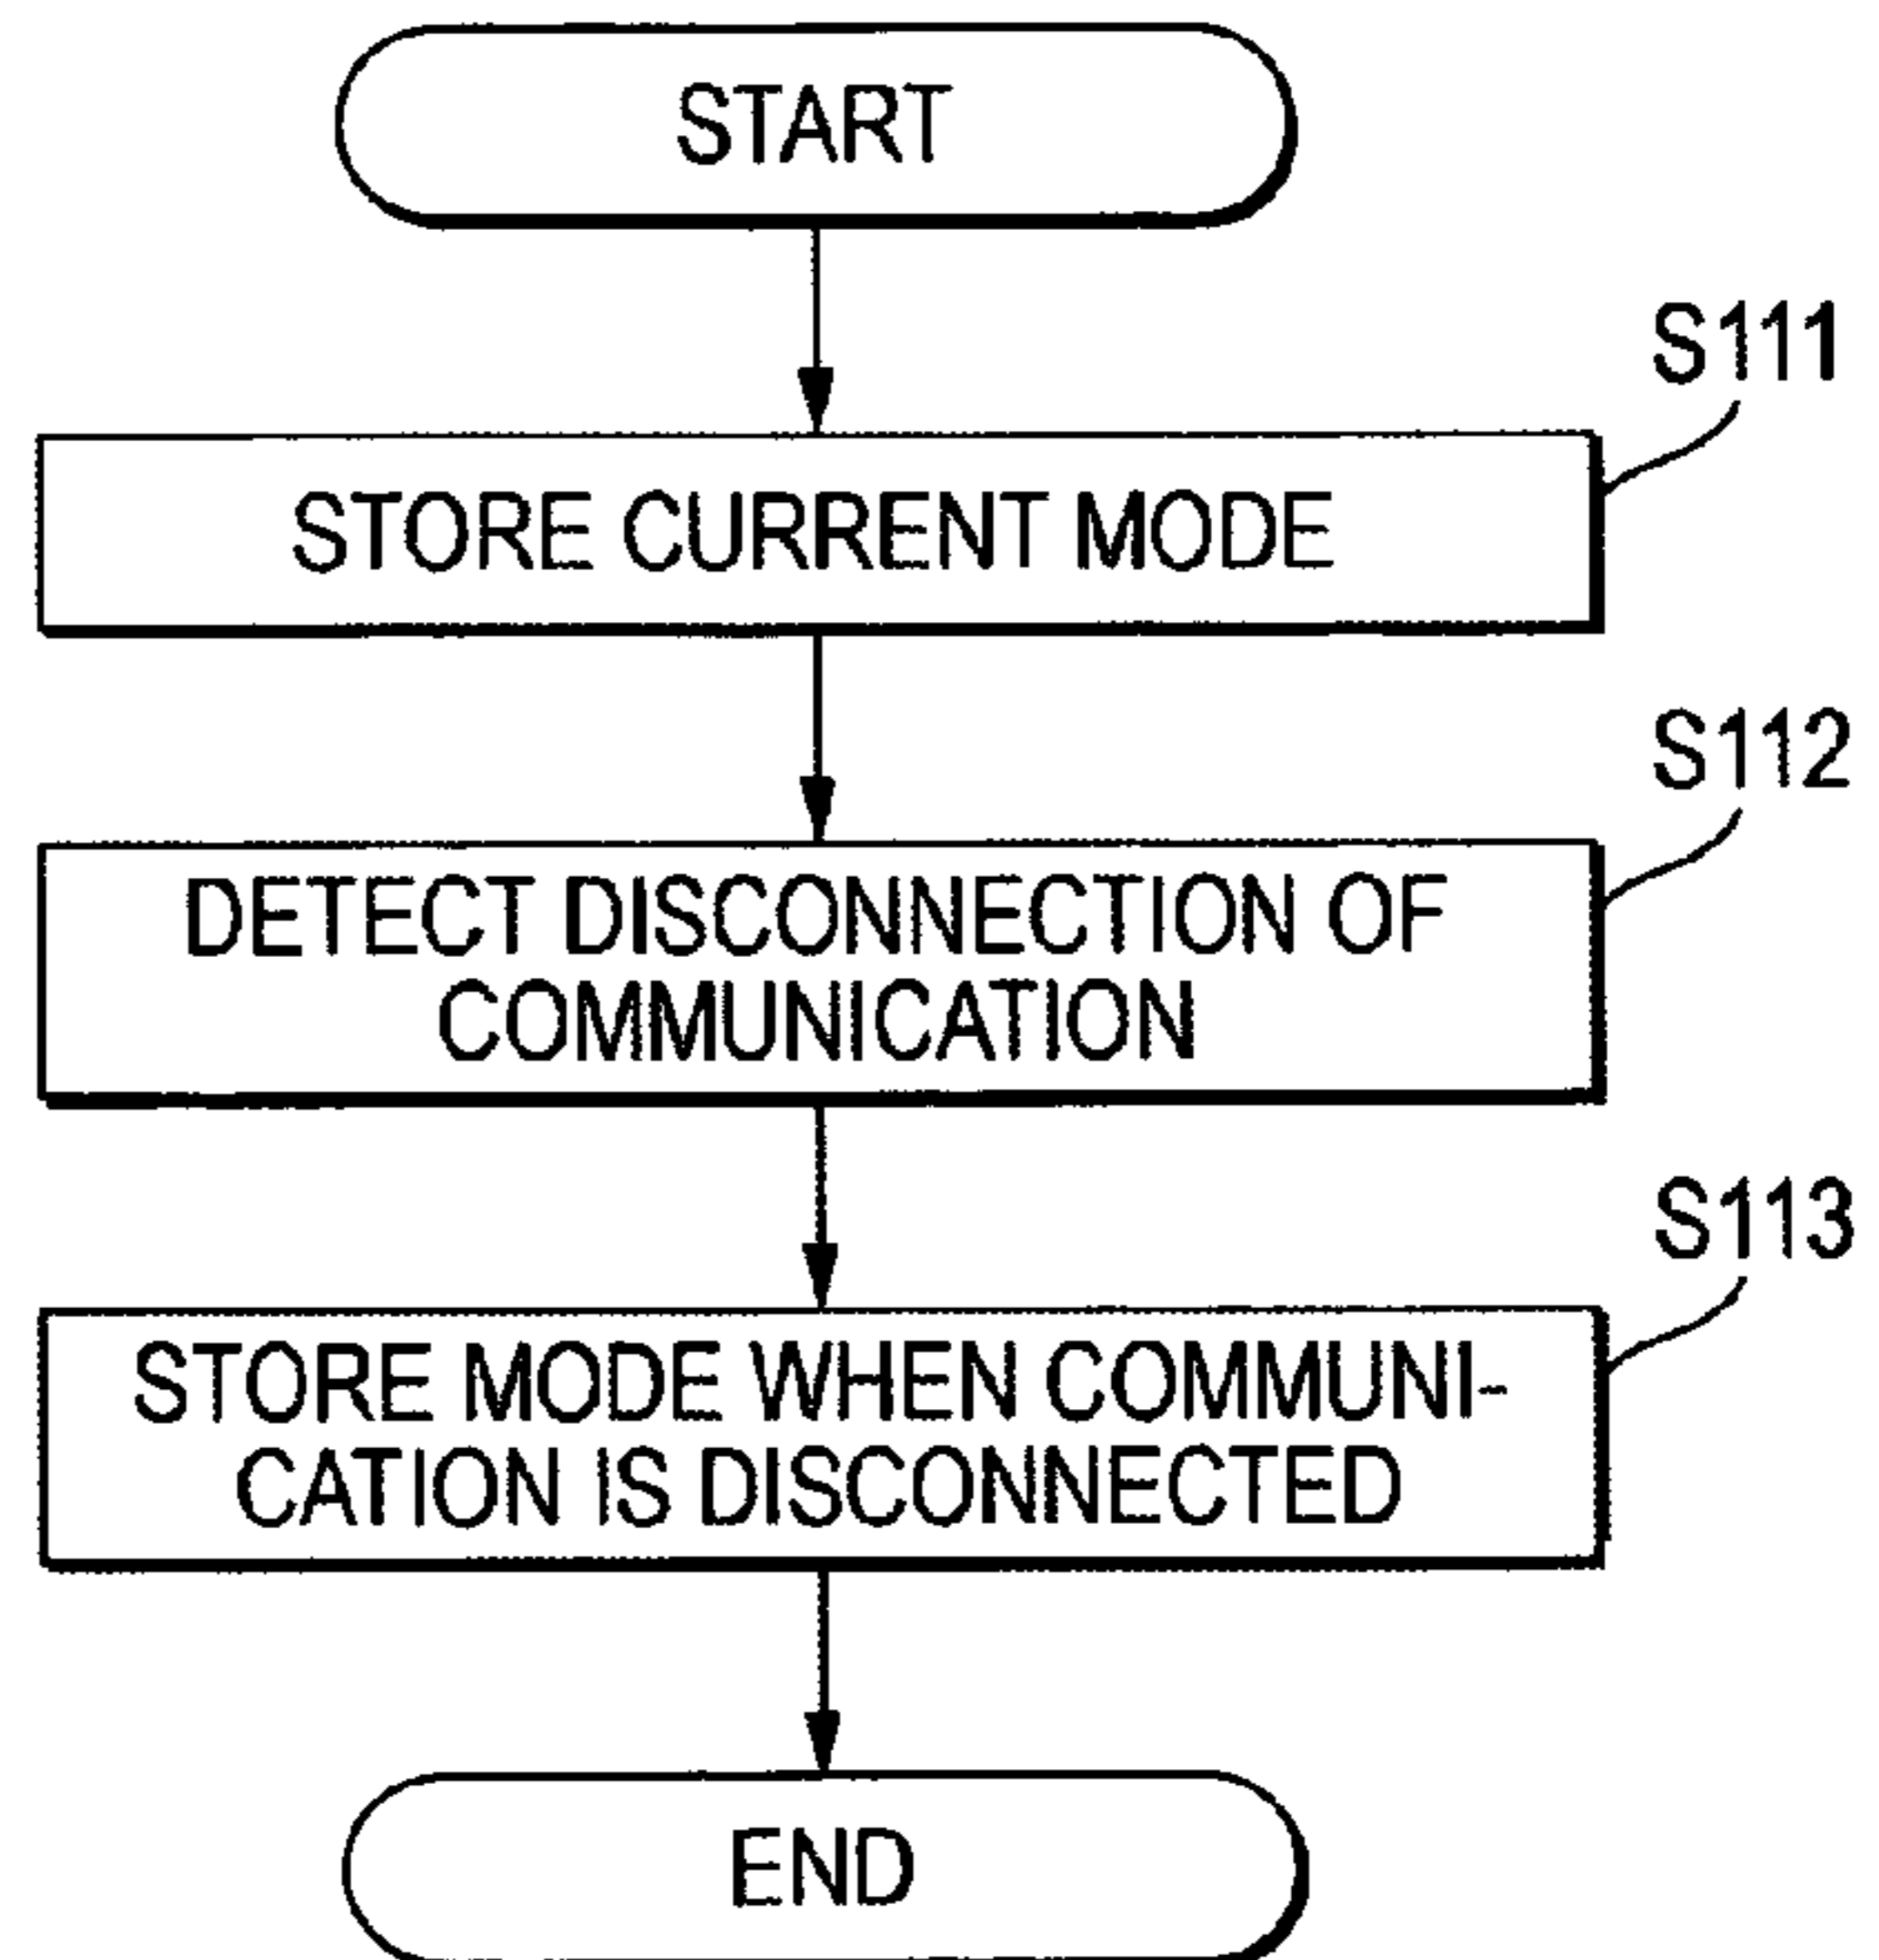 START
S111
STORE CURRENT MODE
S112
DETECT DISCONNECTION OF
COMMUNICATION
S113
STORE MODE WHEN COMMUNI-
CATION IS DISCONNECTED
END